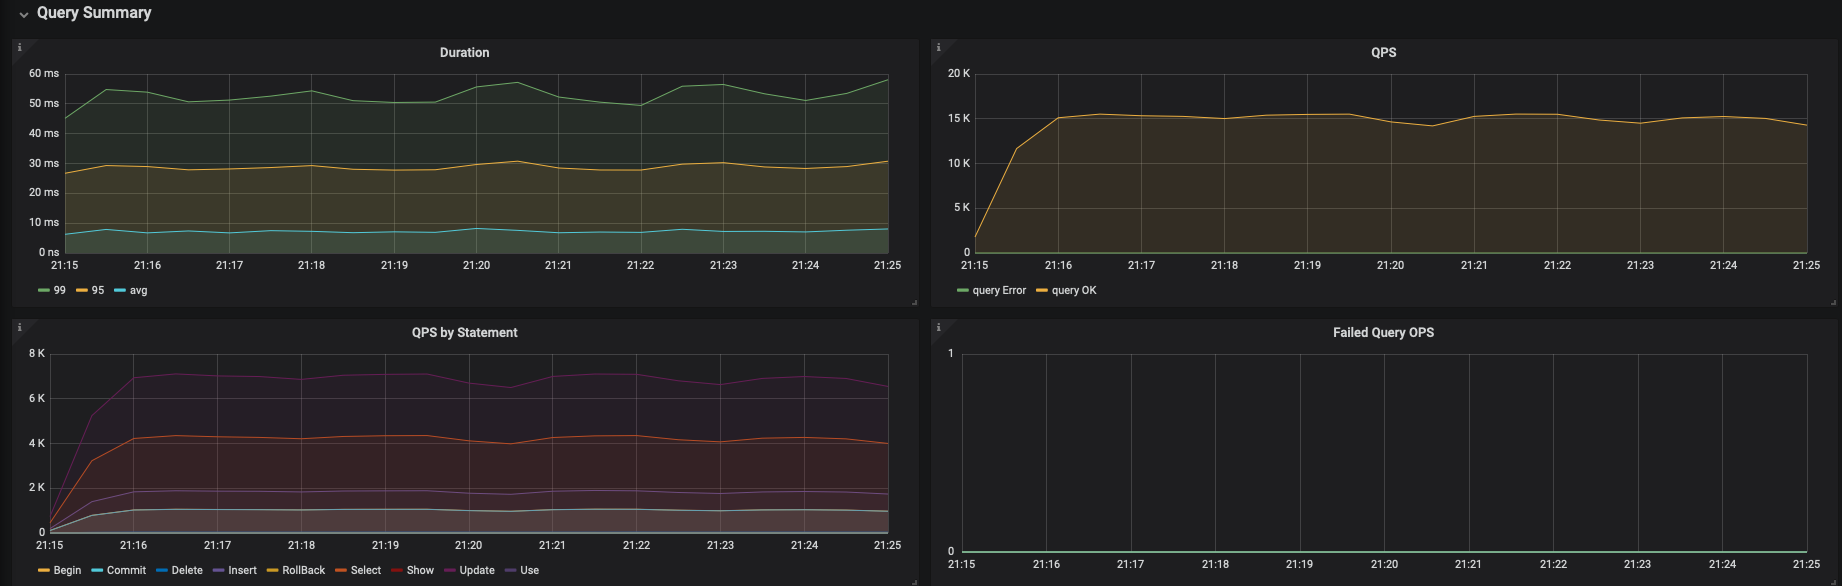 Query Summary
Duration
60 ms
50 ms
40 ms
30 ms
20 ms
10 ms
0 ns
21:15 21:16 21:17 21:18 21:19 21:20 21:21 21:22 21:23 21:24 21:25
99 95 avg
QPS
20 K
15 K
10 K
5 K
0
21:15 21:16 21:17 21:18 21:19 21:20 21:21 21:22 21:23 21:24 21:25
query Error query OK
QPS by Statement
8 K
6 K
4 K
2 K
0
21:15 21:16 21:17 21:18 21:19 21:20 21:21 21:22 21:23 21:24 21:25
Begin Commit Delete Insert RollBack Select Show Update Use
Failed Query OPS
1
0
21:15 21:16 21:17 21:18 21:19 21:20 21:21 21:22 21:23 21:24 21:25